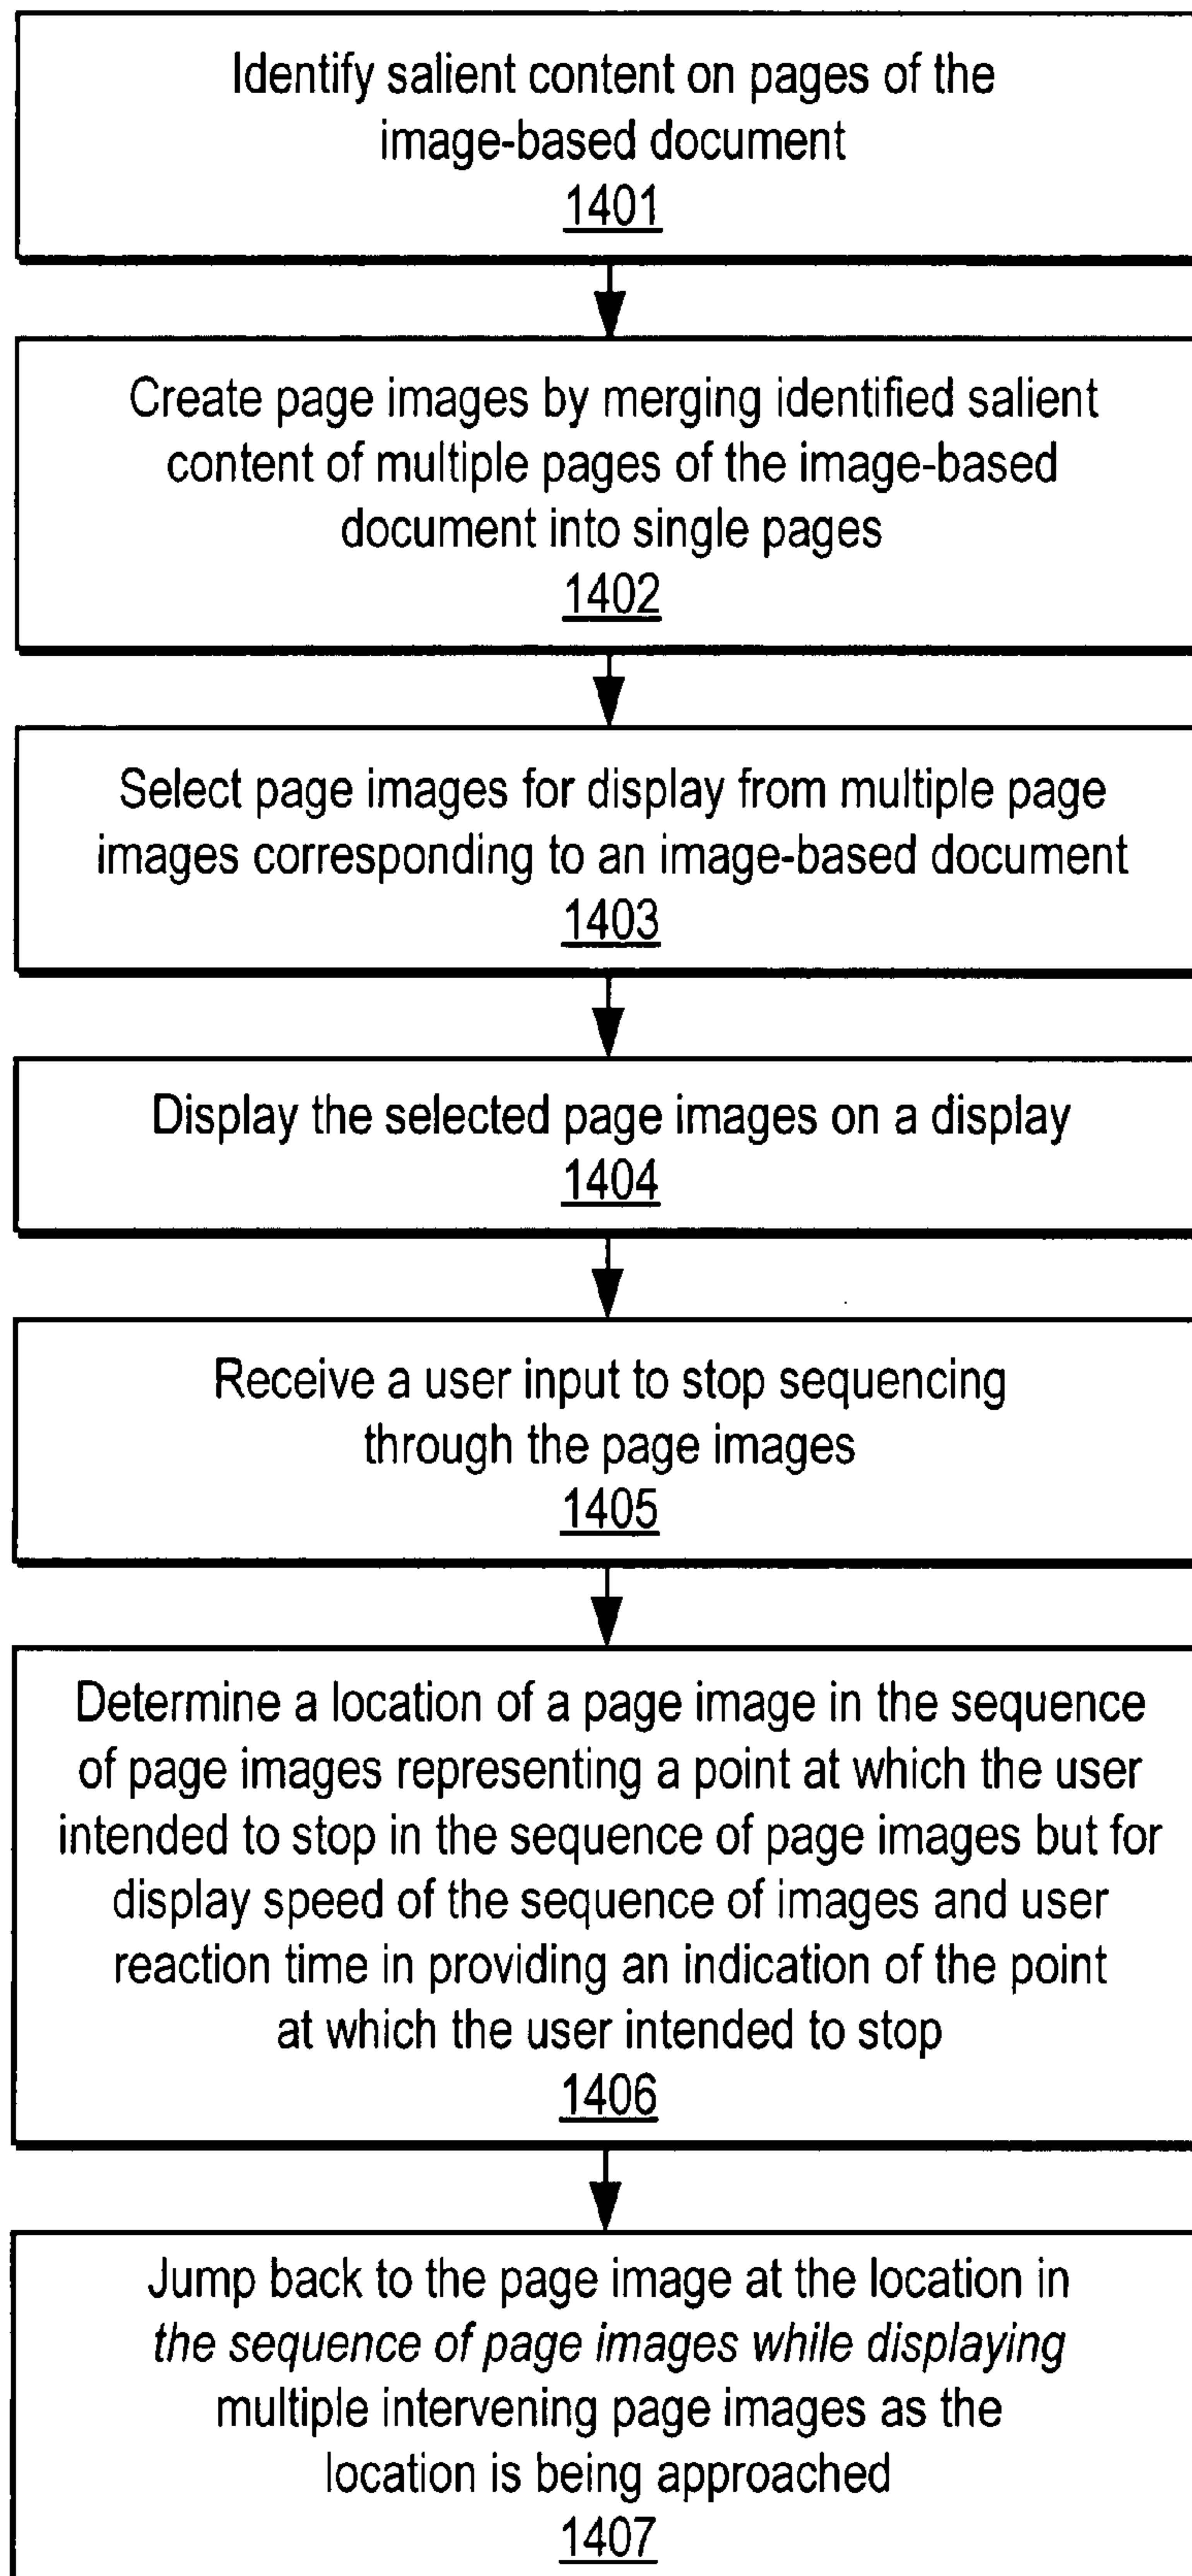 Identify salient content on pages of the
image-based document
1401
Create page images by merging identified salient
content of multiple pages of the image-based
document into single pages
1402
Select page images for display from multiple page
images corresponding to an image-based document
1403
Display the selected page images on a display
1404
Receive a user input to stop sequencing
through the page images
1405
Determine a location of a page image in the sequence
of page images representing a point at which the user
intended to stop in the sequence of page images but for
display speed of the sequence of images and user
reaction time in providing an indication of the point
at which the user intended to stop
1406
Jump back to the page image at the location in
the sequence of page images while displaying
multiple intervening page images as the
location is being approached
1407